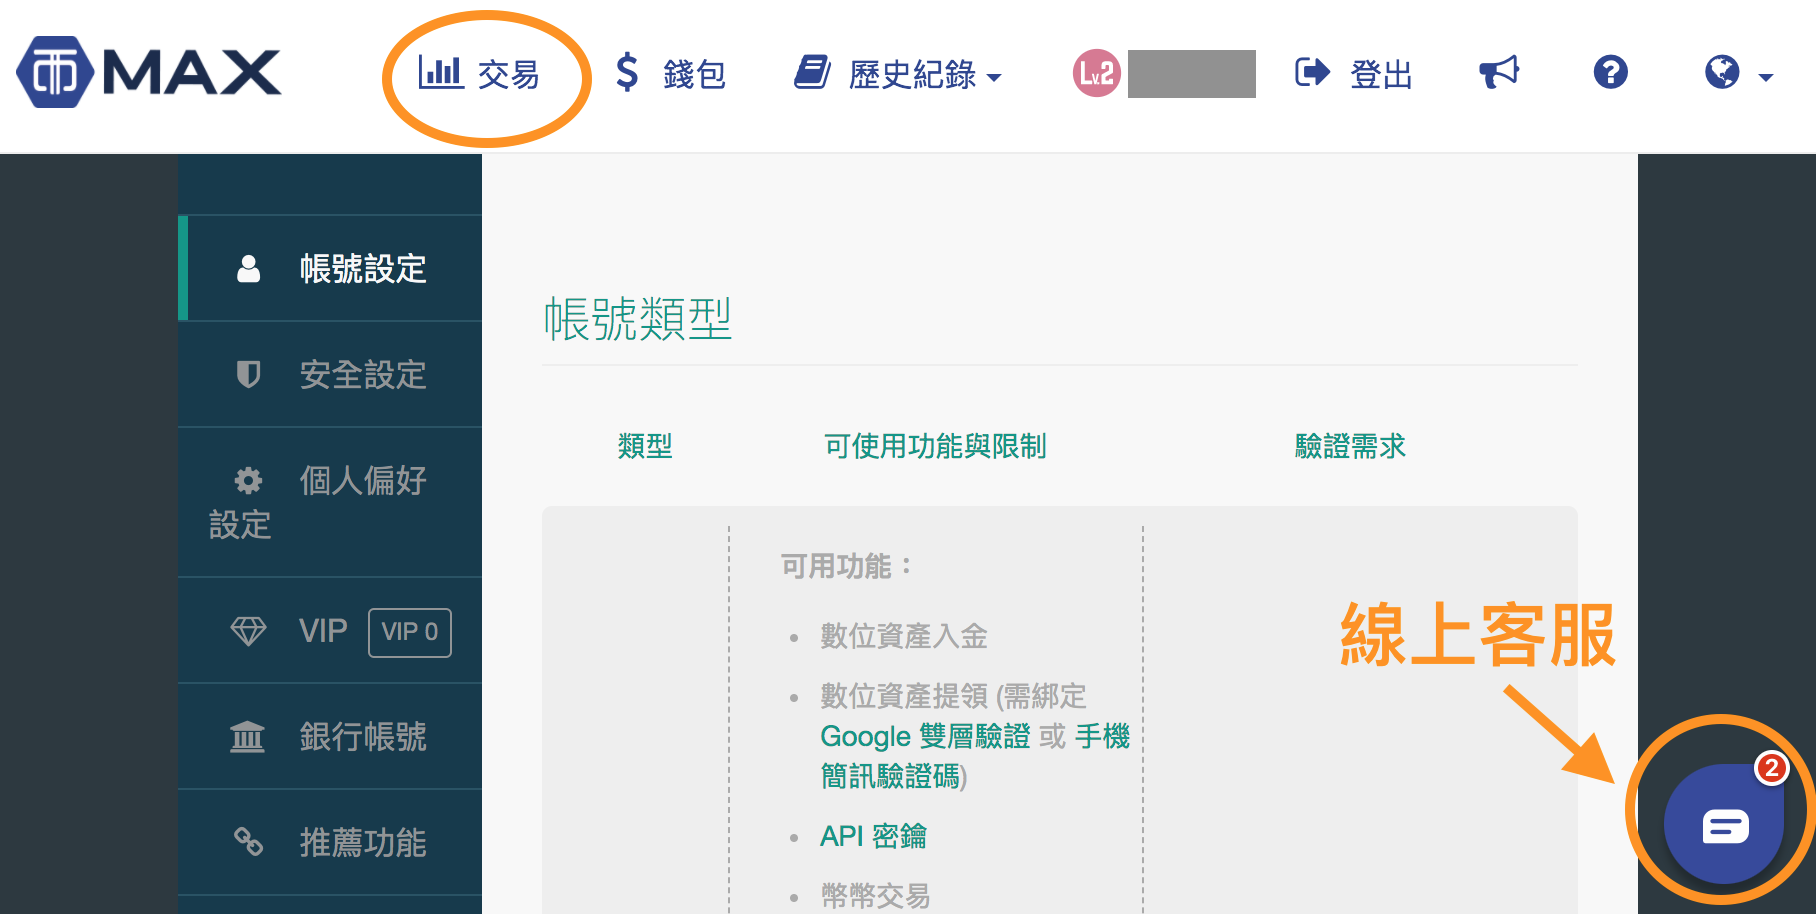 MAX
交易
錢包
歷史紀錄
Lv.2
登出
帳號設定
安全設定
個人偏好
設定
VIP VIP 0
銀行帳號
推薦功能
帳號類型
類型 可使用功能與限制 驗證需求
可用功能：
數位資產入金
數位資產提領 (需綁定
Google 雙層驗證 或 手機
簡訊驗證碼)
API 密鑰
幣幣交易
線上客服
2